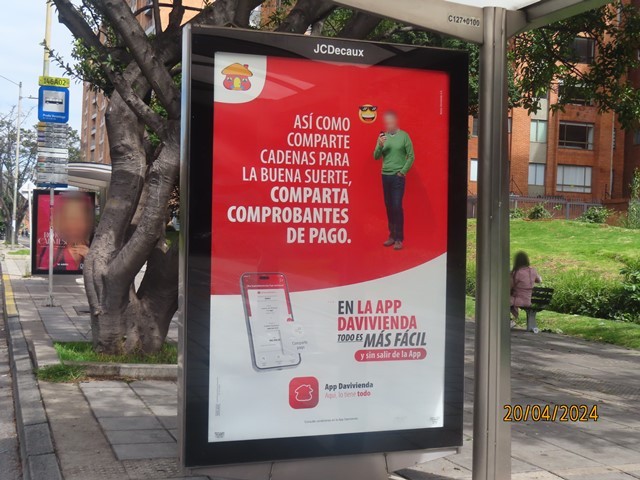 C127+0100
JCDecaux
ASÍ COMO
COMPARTE
CADENAS PARA
LA BUENA SUERTE,
COMPARTA
COMPROBANTES
DE PAGO.
EN LA APP
DAVIVIENDA
TODO ES MÁS FÁCIL
y sin salir de la App
App Davivienda
Aquí, lo tiene todo
20/04/2024